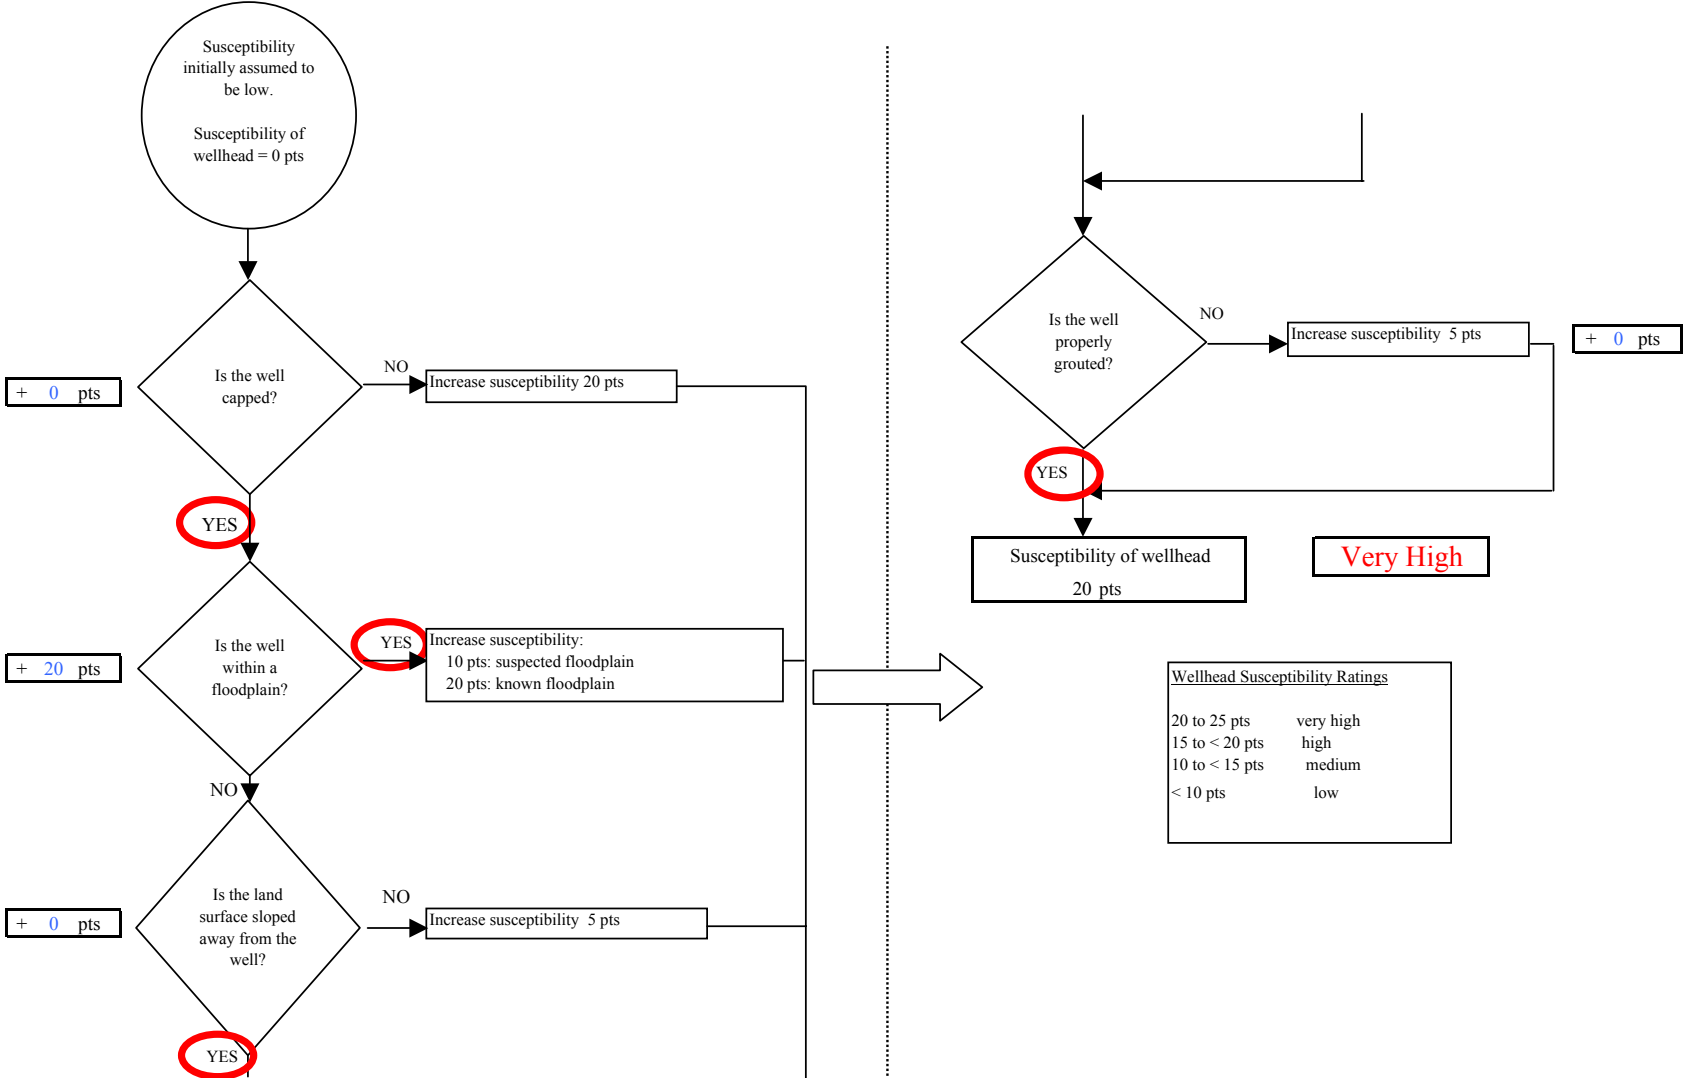 Susceptibility
initially assumed to
be low.
Susceptibility of
wellhead = 0 pts
Is the well
capped?
NO
Increase susceptibility 20 pts
+ 0 pts
YES
Is the well
within a
floodplain?
YES
Increase susceptibility:
10 pts: suspected floodplain
20 pts: known floodplain
+ 20 pts
NO
Is the land
surface sloped
away from the
well?
NO
Increase susceptibility 5 pts
+ 0 pts
YES
Is the well
properly
grouted?
NO
Increase susceptibility 5 pts
+ 0 pts
YES
Susceptibility of wellhead
20 pts
Very High
Wellhead Susceptibility Ratings
20 to 25 pts very high
15 to < 20 pts high
10 to < 15 pts medium
< 10 pts low